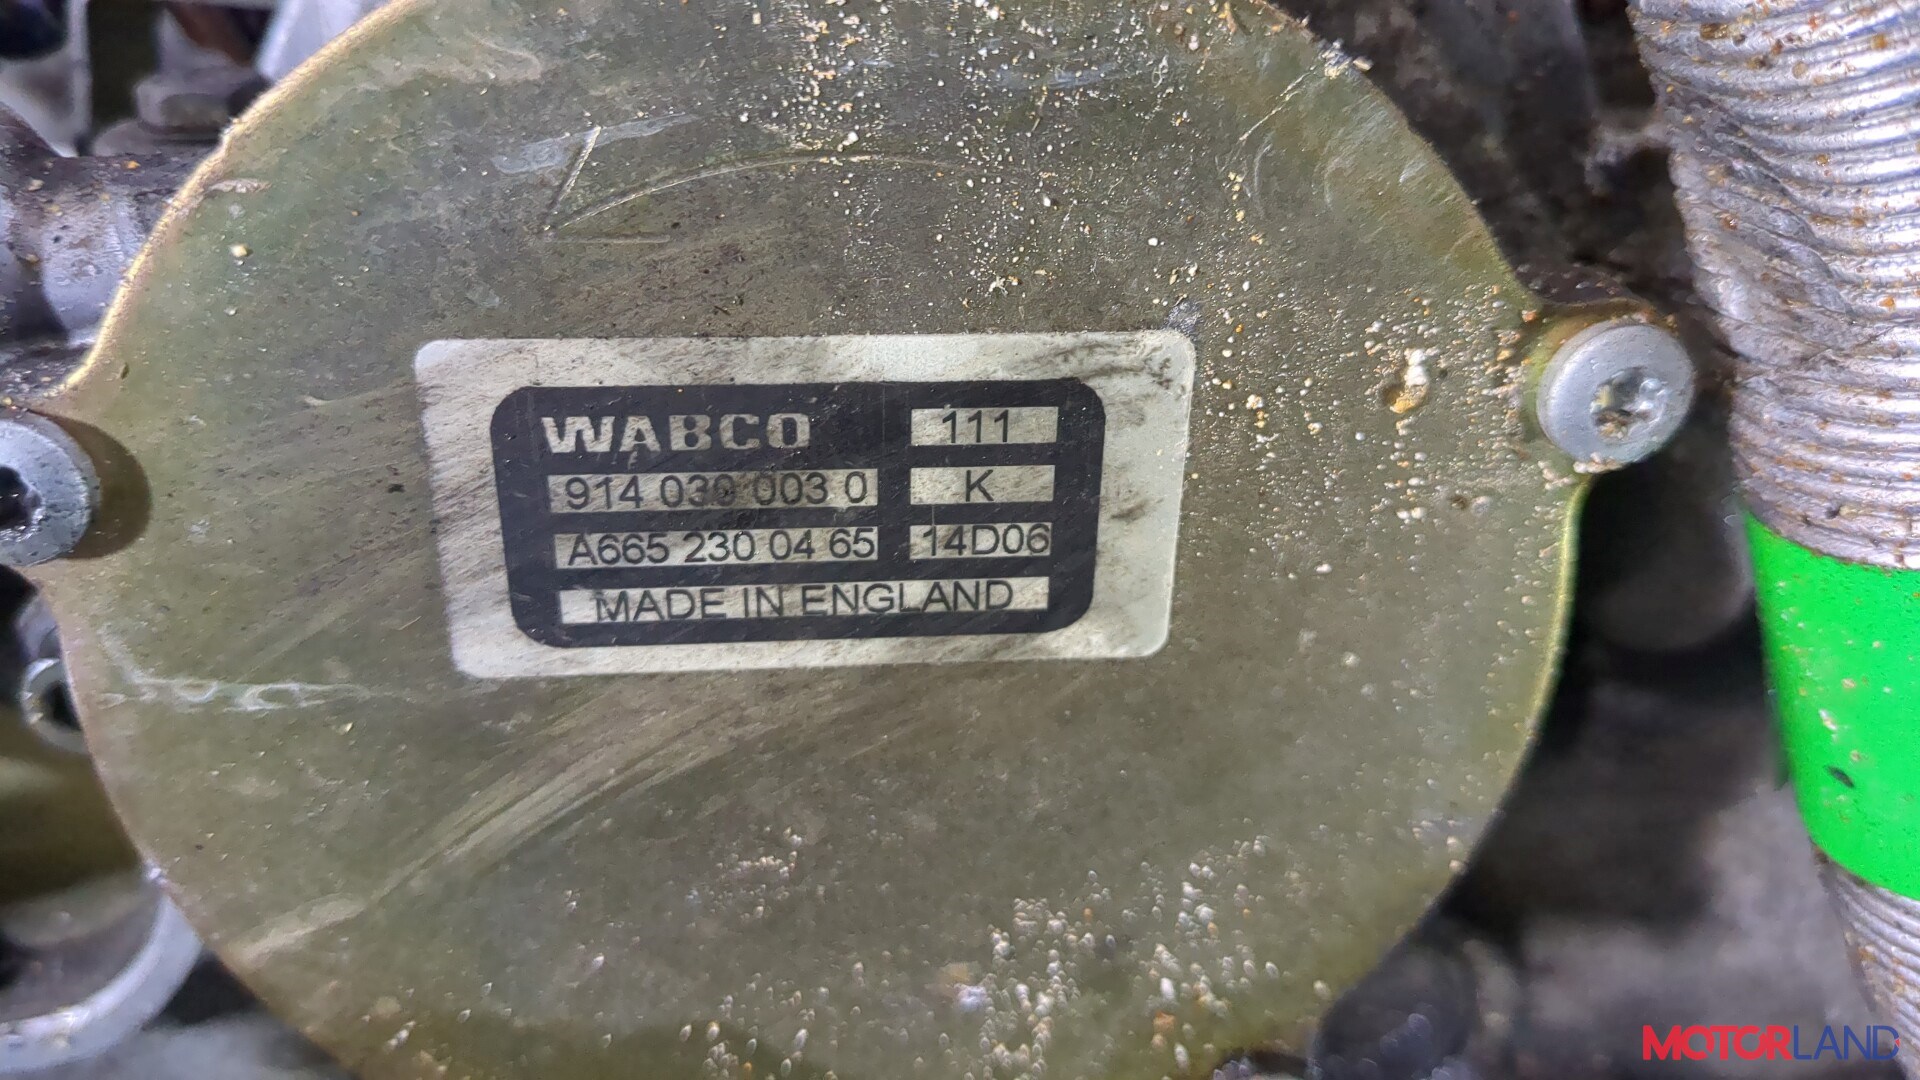 WABCO 111
914 030 003 0 K
A665 230 04 65 14D06
MADE IN ENGLAND
MOTORLAND